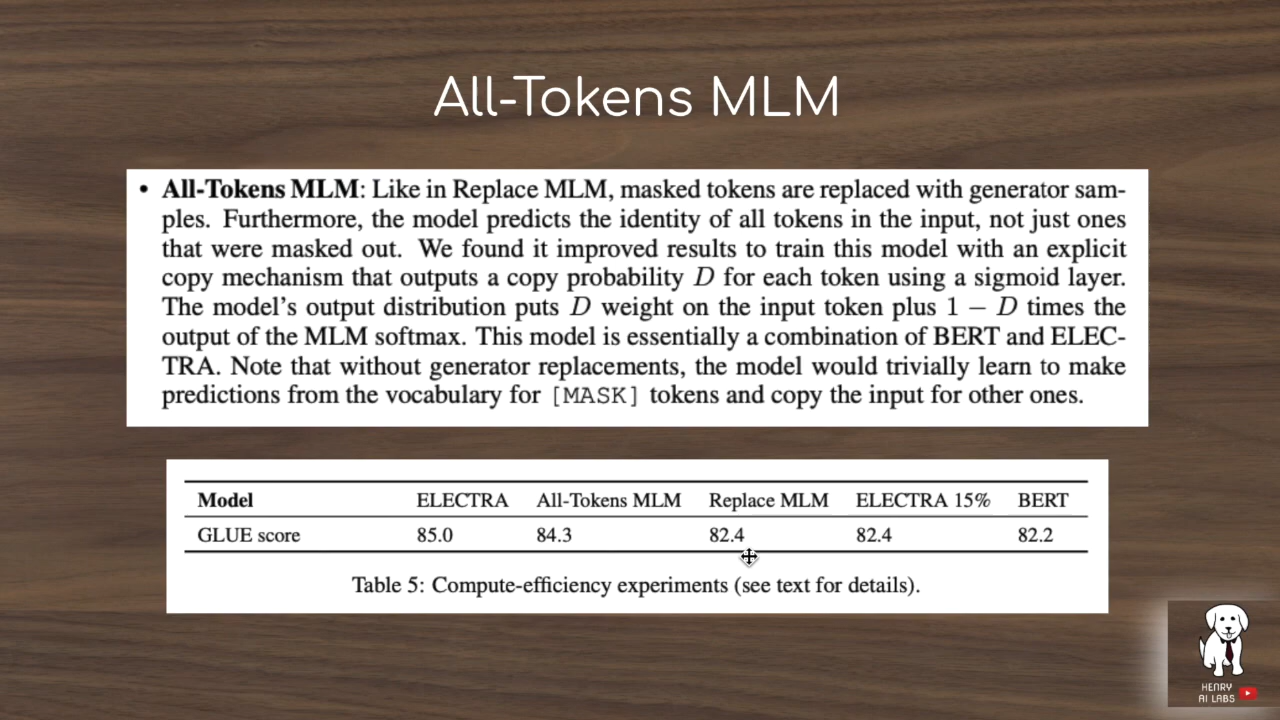 All-Tokens MLM
• All-Tokens MLM: Like in Replace MLM, masked tokens are replaced with generator sam-
ples. Furthermore, the model predicts the identity of all tokens in the input, not just ones
that were masked out. We found it improved results to train this model with an explicit
copy mechanism that outputs a copy probability D for each token using a sigmoid layer.
The model's output distribution puts D weight on the input token plus 1 − D times the
output of the MLM softmax. This model is essentially a combination of BERT and ELEC-
TRA. Note that without generator replacements, the model would trivially learn to make
predictions from the vocabulary for [MASK] tokens and copy the input for other ones.
Model ELECTRA All-Tokens MLM Replace MLM ELECTRA 15% BERT
GLUE score 85.0 84.3 82.4 82.4 82.2
Table 5: Compute-efficiency experiments (see text for details).
HENRY
AI LABS